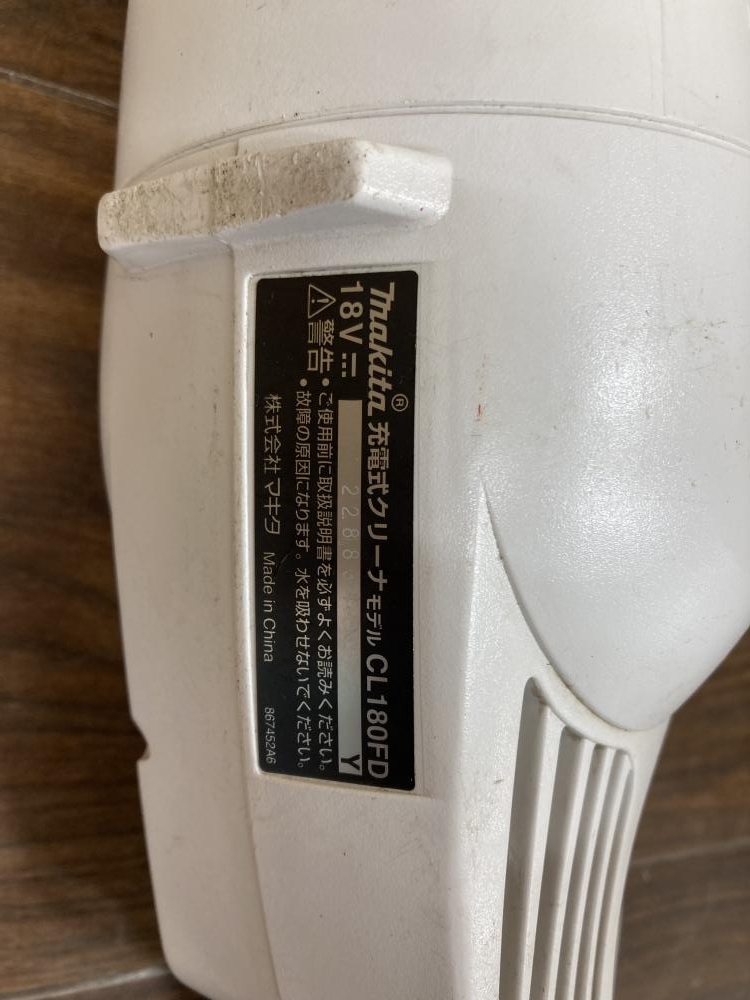 makita® 充電式クリーナ モデル CL180FD
18V ⎓ 2288 Y
⚠警告 • ご使用前に取扱説明書を必ずよくお読みください。
• 故障の原因になります。水を吸わせないでください。
株式会社 マキタ Made in China 867452A6